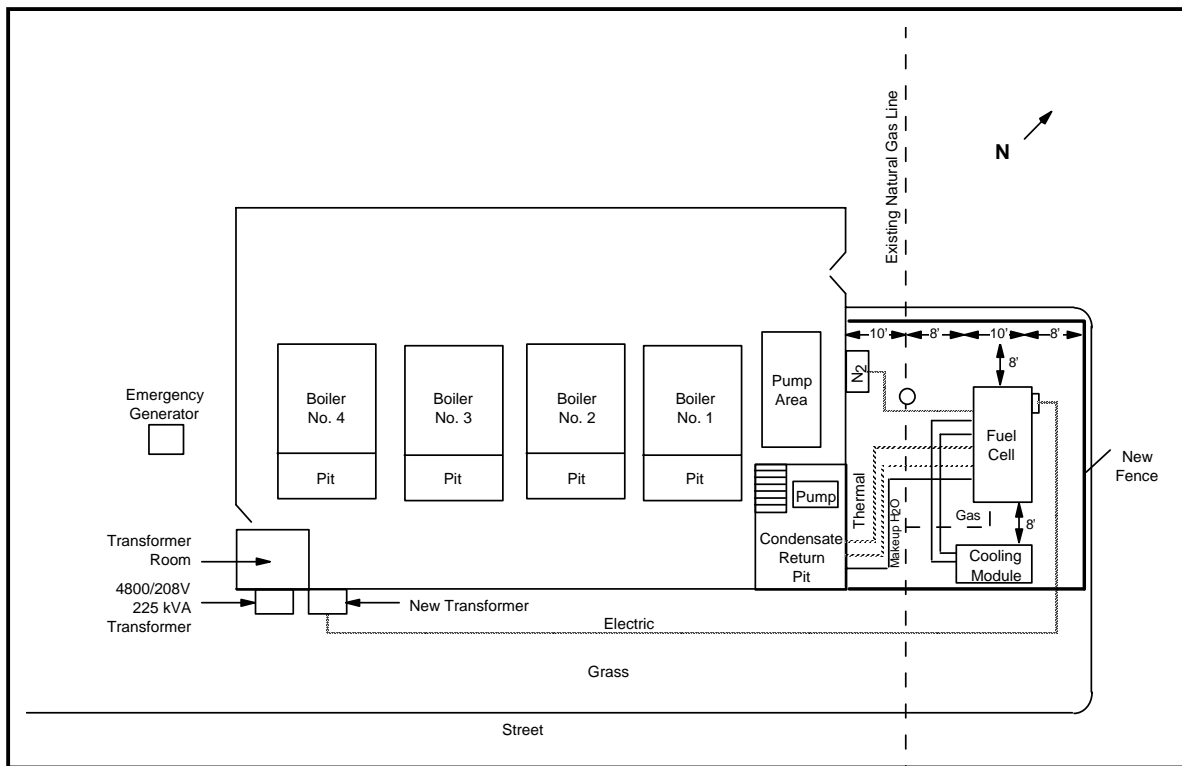 Existing Natural Gas Line
N
10'
8'
10'
8'
8'
N2
Emergency
Generator
Boiler
No. 4
Boiler
No. 3
Boiler
No. 2
Boiler
No. 1
Pump
Area
Fuel
Cell
New
Fence
Pit
Pit
Pit
Pit
Pump
Thermal
Makeup H2O
Gas
8'
Condensate
Return
Pit
Cooling
Module
Transformer
Room
4800/208V
225 kVA
Transformer
New Transformer
Electric
Grass
Street